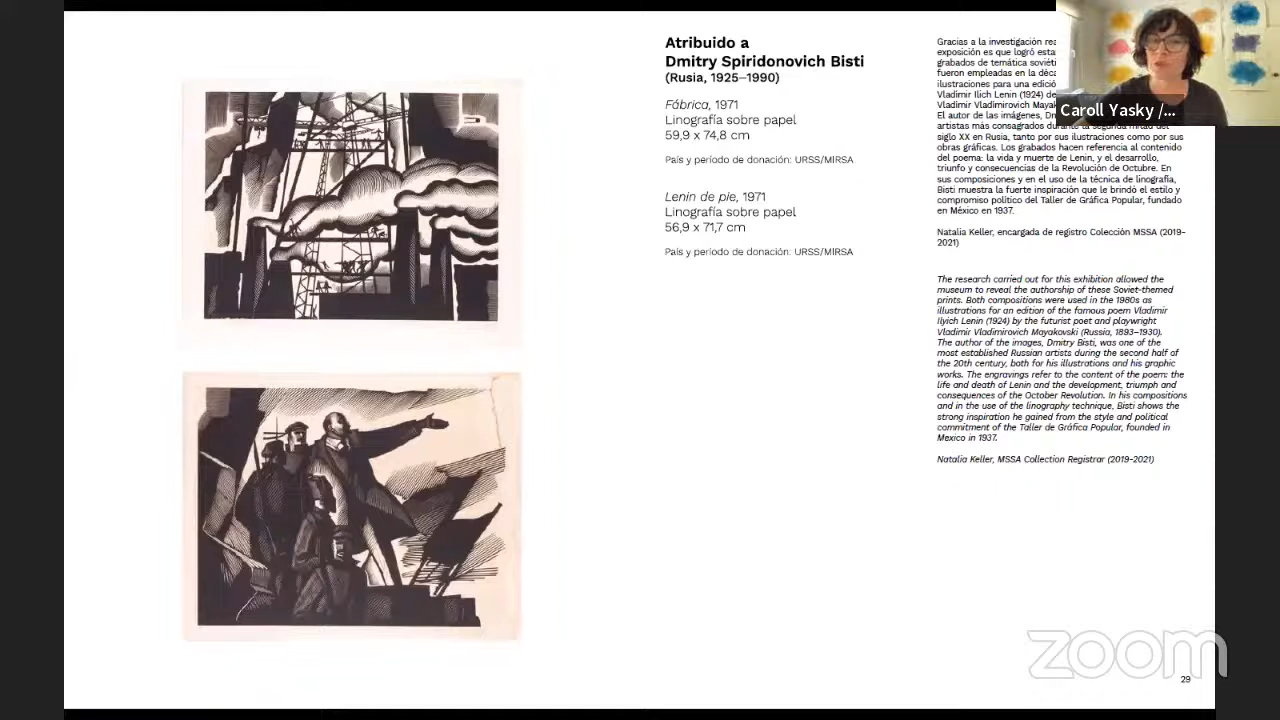 Atribuido a
Dmitry Spiridonovich Bisti
(Rusia, 1925–1990)
Fábrica, 1971
Linografía sobre papel
59,9 x 74,8 cm
País y período de donación: URSS/MIRSA
Lenin de pie, 1971
Linografía sobre papel
56,9 x 71,7 cm
País y período de donación: URSS/MIRSA
Gracias a la investigación
exposición es que logró
grabados de temática
fueron empleadas en la
ilustraciones para una
Vladimir Ilich Lenin (1924) de
Vladimir Vladimirovich
El autor de las imágenes,
artistas más consagrados durante la segunda mitad del
siglo XX en Rusia, tanto por sus ilustraciones como por sus
obras gráficas. Los grabados hacen referencia al contenido
del poema: la vida y muerte de Lenin, y el desarrollo,
triunfo y consecuencias de la Revolución de Octubre. En
sus composiciones y en el uso de la técnica de linografía,
Bisti muestra la fuerte inspiración que le brindó el estilo y
compromiso político del Taller de Gráfica Popular, fundado
en México en 1937.
Natalia Keller, encargada de registro Colección MSSA (2019-
2021)
The research carried out for this exhibition allowed the
museum to reveal the authorship of these Soviet-themed
prints. Both compositions were used in the 1980s as
illustrations for an edition of the famous poem Vladimir
Ilyich Lenin (1924) by the futurist poet and playwright
Vladimir Vladimirovich Mayakovski (Russia, 1893–1930).
The author of the images, Dmitry Bisti, was one of the
most established Russian artists during the second half of
the 20th century, both for his illustrations and his graphic
works. The engravings refer to the content of the poem: the
life and death of Lenin and the development, triumph and
consequences of the October Revolution. In his compositions
and in the use of the linography technique, Bisti shows the
strong inspiration he gained from the style and political
commitment of the Taller de Gráfica Popular, founded in
Mexico in 1937.
Natalia Keller, MSSA Collection Registrar (2019-2021)
Caroll Yasky /...
zoom
29